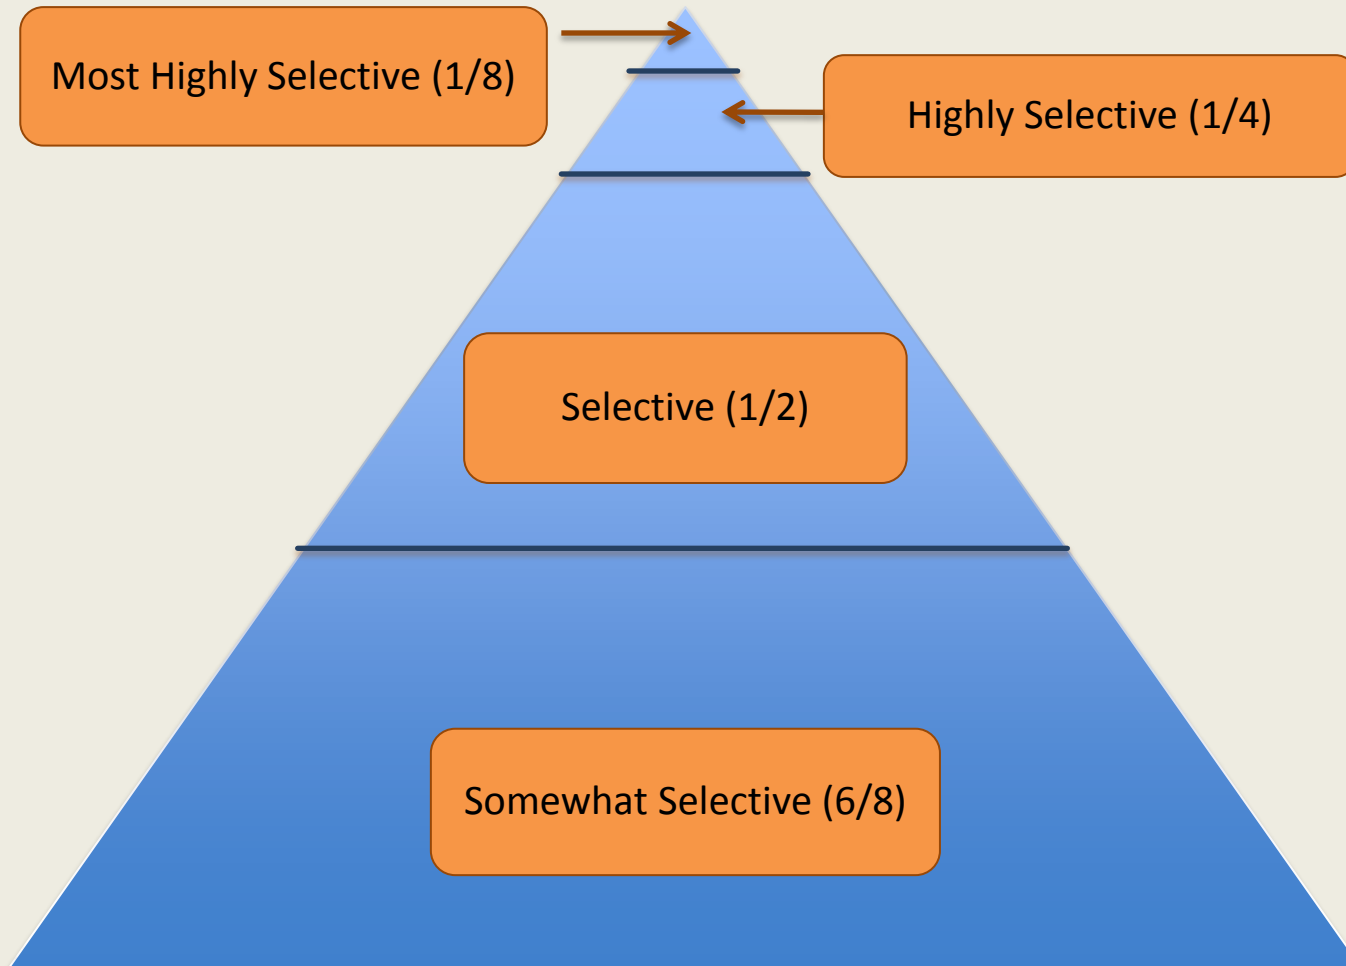 Most Highly Selective (1/8)
Highly Selective (1/4)
Selective (1/2)
Somewhat Selective (6/8)